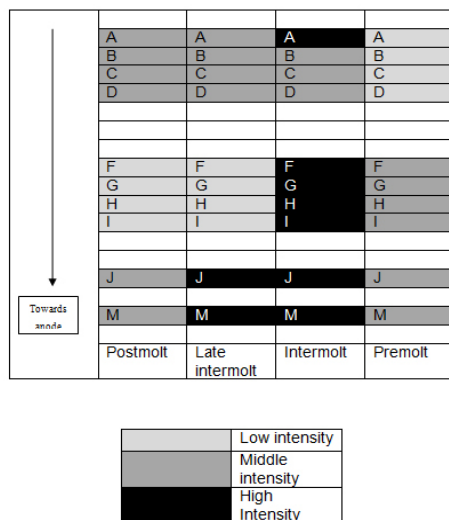 A A A A
B B B B
C C C C
D D D D
F F F F
G G G G
H H H H
I I I I
J J J J
M M M M
Towards
anode
Postmolt Late intermolt Intermolt Premolt
Low intensity
Middle
intensity
High
Intensity